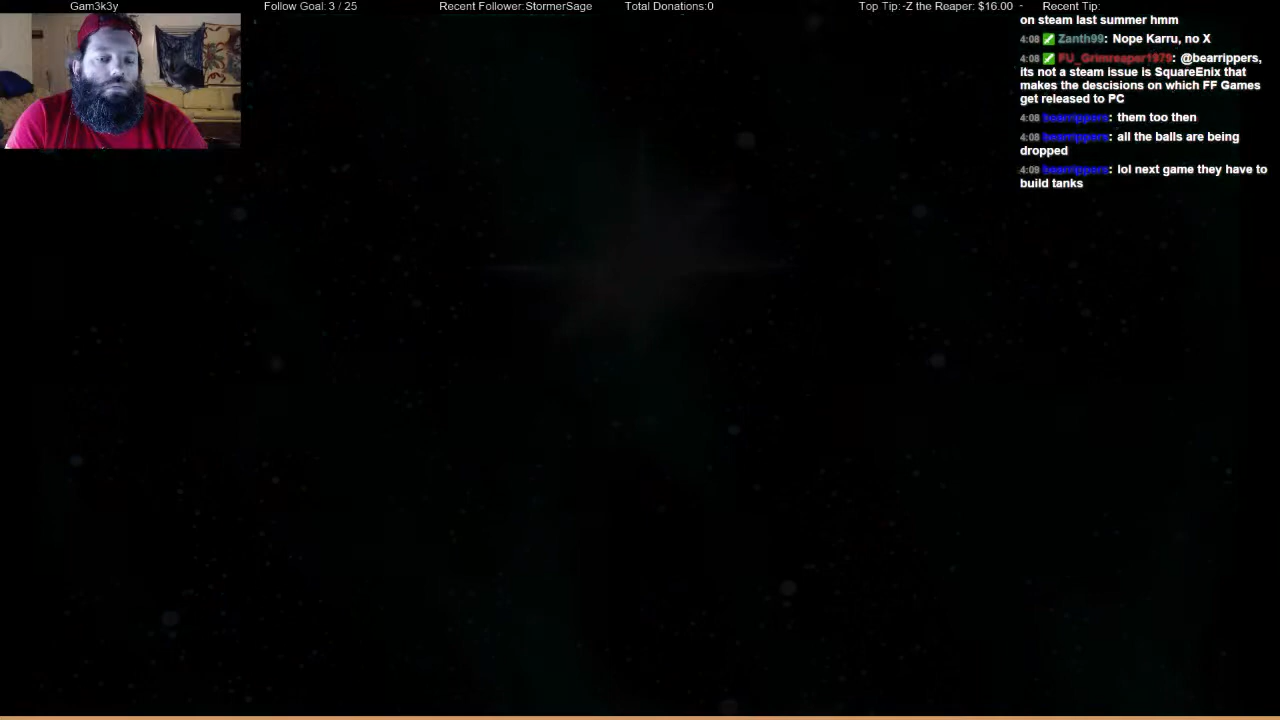 Gam3k3y Follow Goal: 3 / 25 Recent Follower:StormerSage Total Donations:0 Top Tip: -Z the Reaper: $16.00 - Recent Tip:
on steam last summer hmm
4:08 Zanth99: Nope Karru, no X
4:08 FU_Grimreaper1979: @bearrippers,
its not a steam issue is SquareEnix that
makes the descisions on which FF Games
get released to PC
4:08 bearrippers: them too then
4:08 bearrippers: all the balls are being
dropped
4:09 bearrippers: lol next game they have to
build tanks